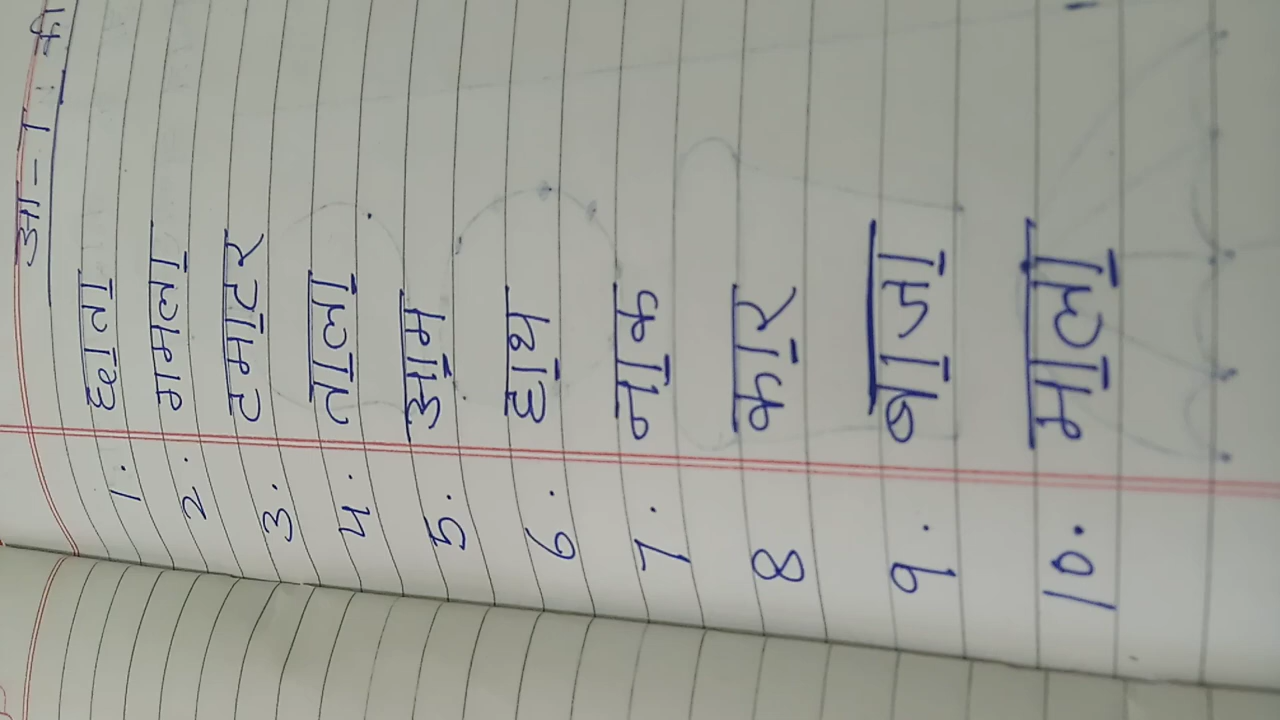 आ - ा : की
1. छाता
2. गमला
3. टमाटर
4. ताला
5. आम
6. हाथ
7. नाक
8 कार
9. बाजा
10. माला